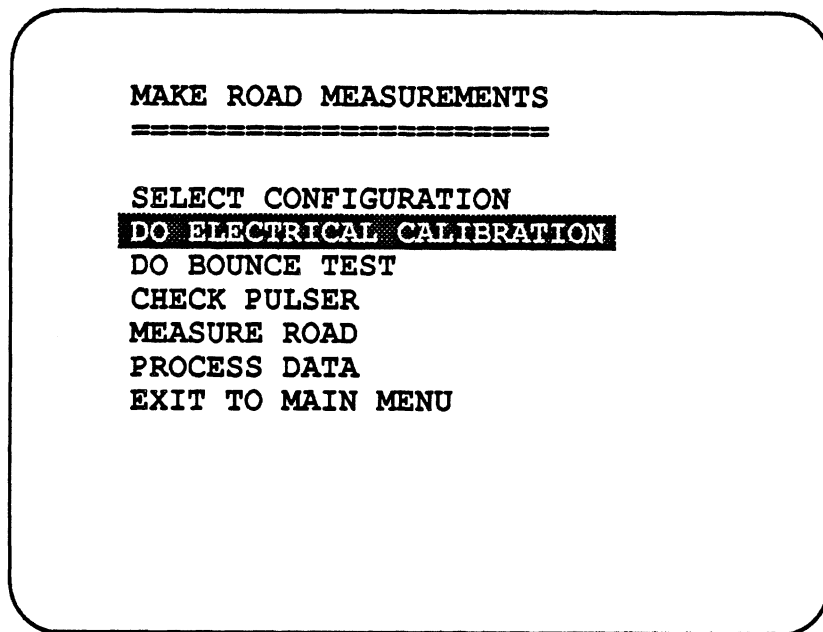 MAKE ROAD MEASUREMENTS
======================
SELECT CONFIGURATION
DO ELECTRICAL CALIBRATION
DO BOUNCE TEST
CHECK PULSER
MEASURE ROAD
PROCESS DATA
EXIT TO MAIN MENU